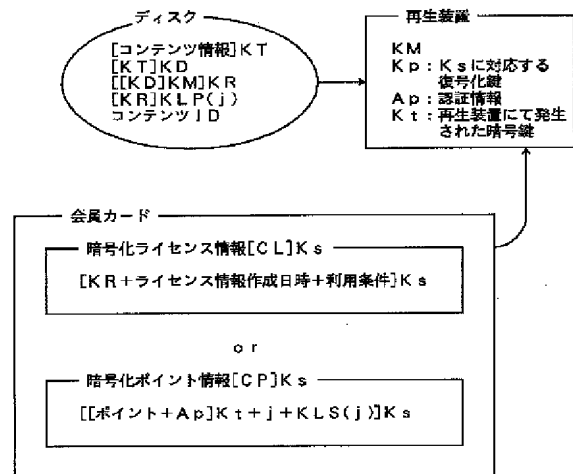 ディスク
[コンテンツ情報]KT
[KT]KD
[[KD]KM]KR
[KR]KLP(j)
コンテンツID
再生装置
KM
Kp:Ksに対応する
復号化鍵
Ap:認証情報
Kt:再生装置にて発生
された暗号鍵
会員カード
暗号化ライセンス情報[CL]Ks
[KR+ライセンス情報作成日時+利用条件]Ks
or
暗号化ポイント情報[CP]Ks
[[ポイント+Ap]Kt+j+KLS(j)]Ks